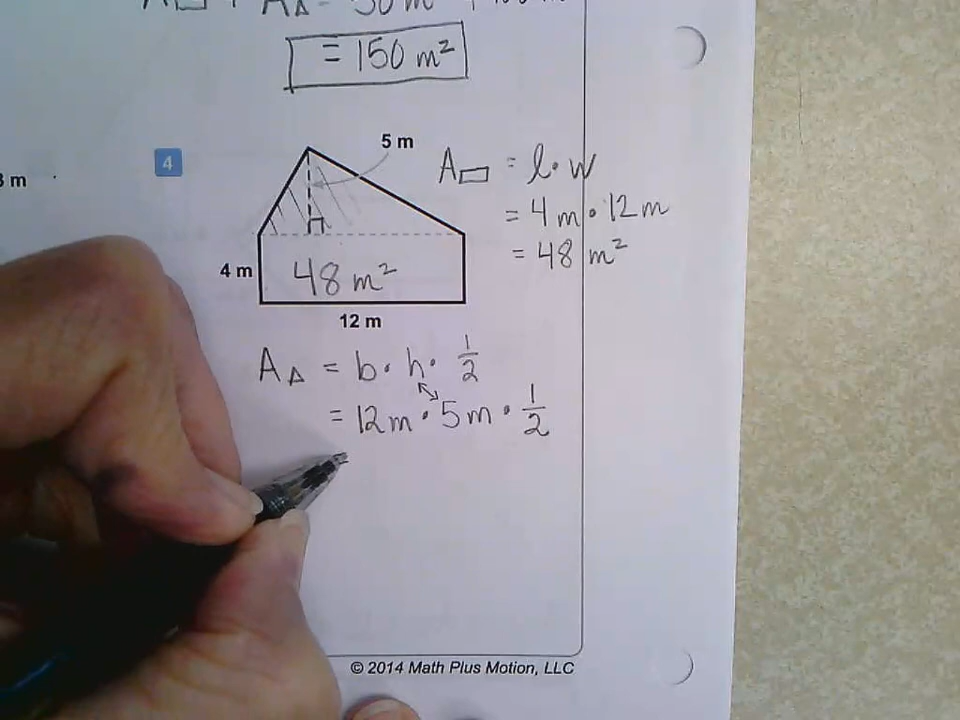 = 150 m²
5 m
4
A▭ = l · w
m
= 4 m · 12 m
= 48 m²
4 m
48 m²
12 m
A△ = b · h · 1/2
= 12 m · 5 m · 1/2
© 2014 Math Plus Motion, LLC